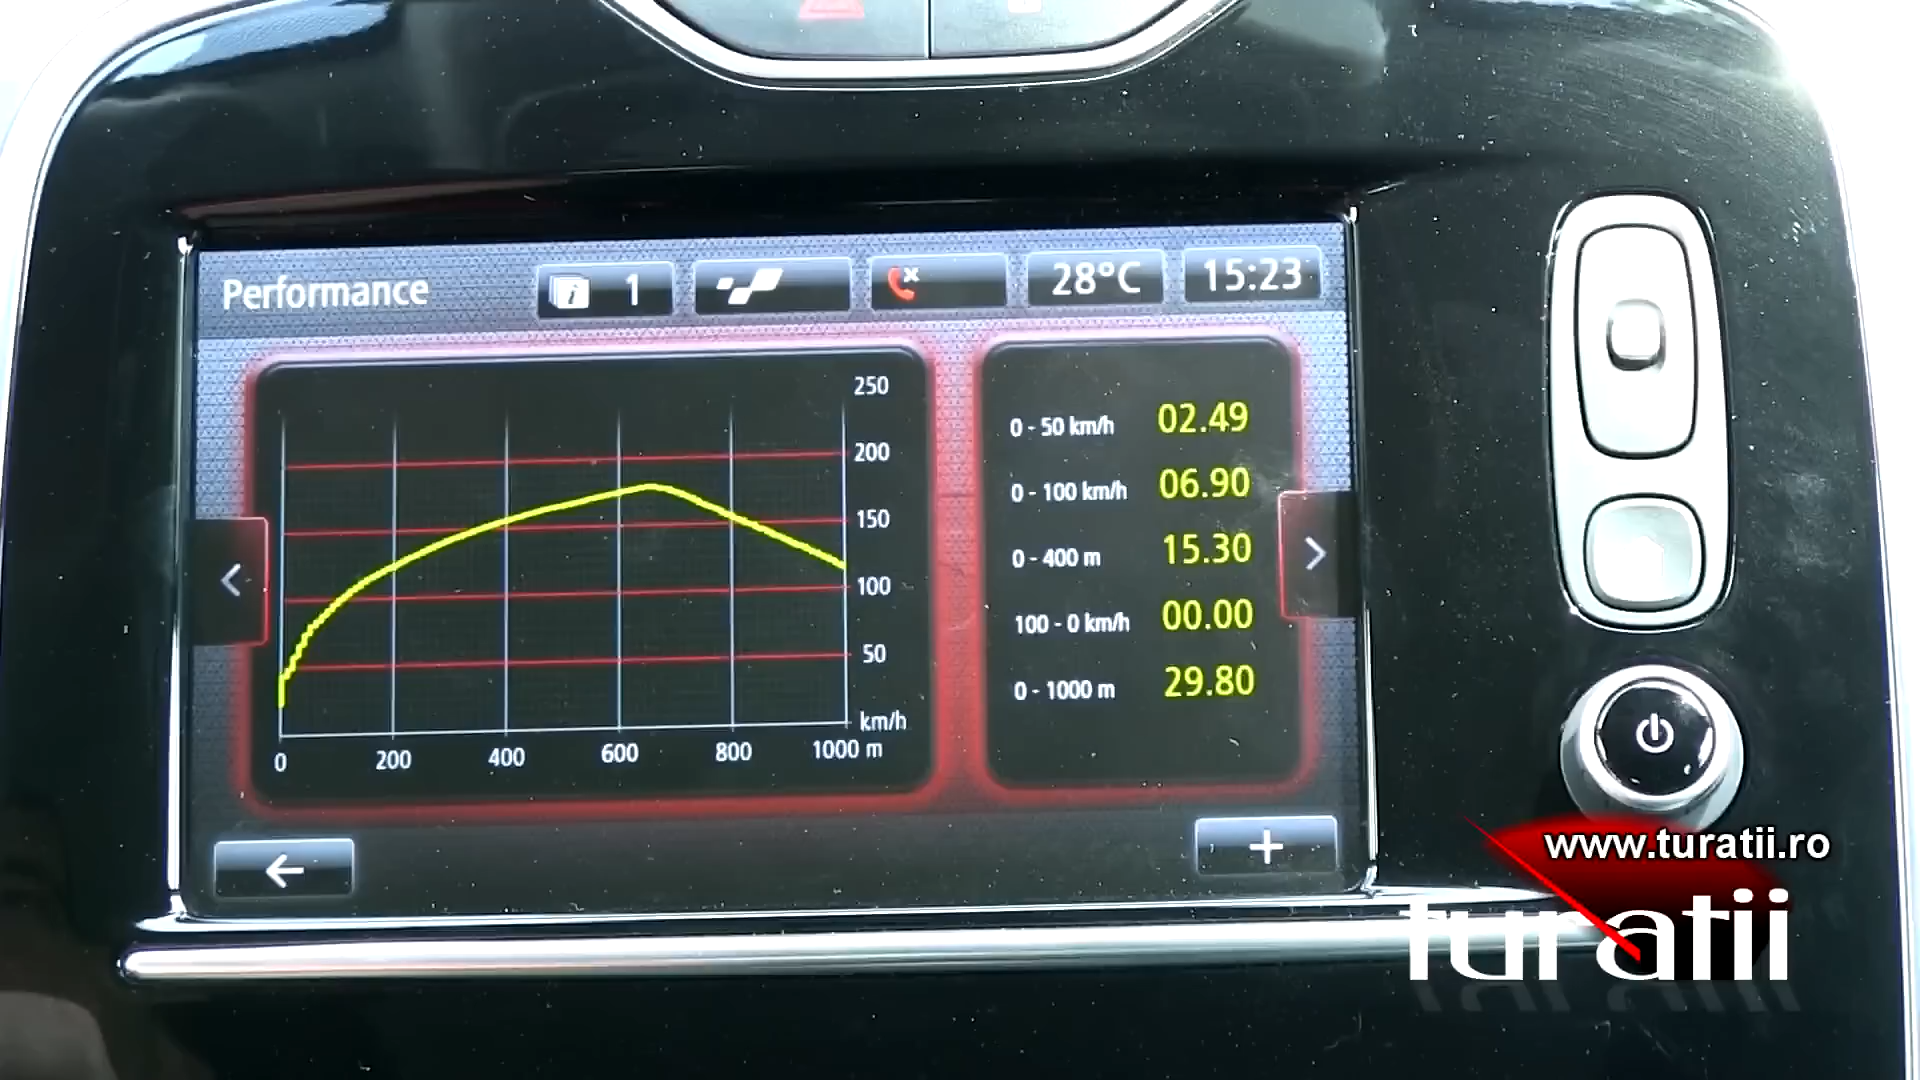 Performance 1 28°C 15:23
250
200
150
100
50
km/h
0 200 400 600 800 1000 m
0 - 50 km/h 02.49
0 - 100 km/h 06.90
0 - 400 m 15.30
100 - 0 km/h 00.00
0 - 1000 m 29.80
www.turatii.ro
turatii